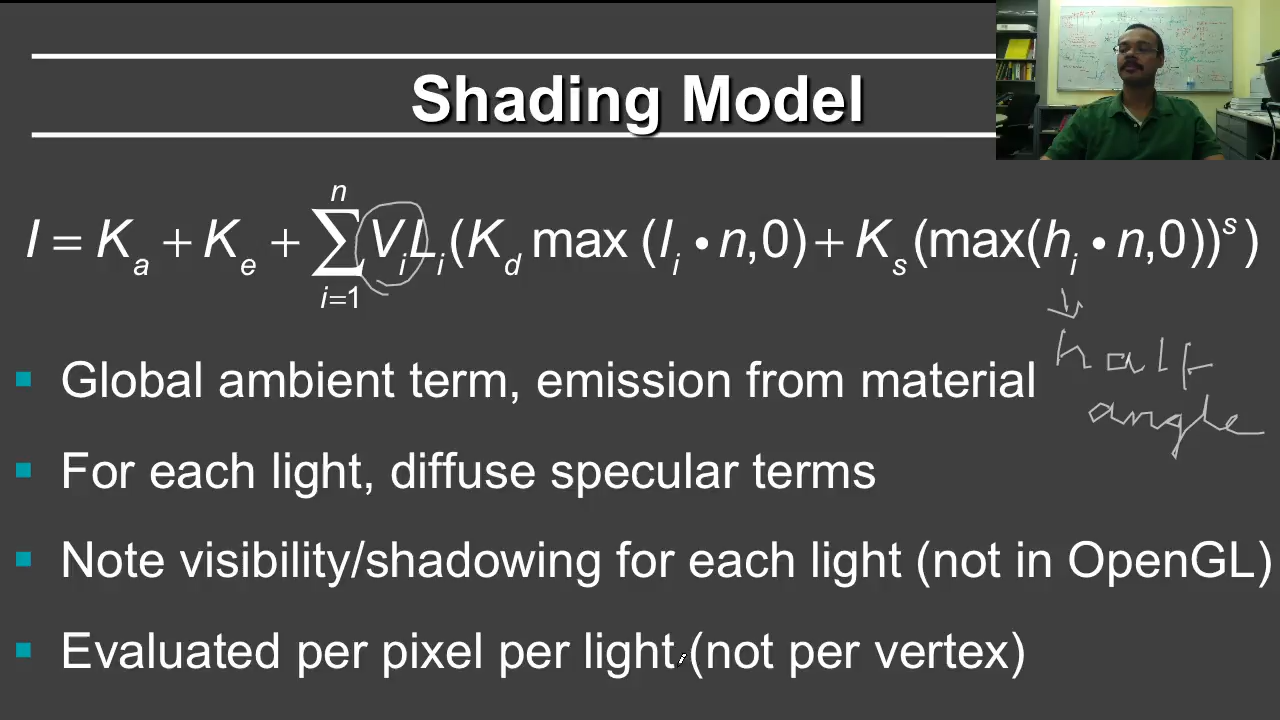 Shading Model
I = K_a + K_e + \sum_{i=1}^{n} V_i L_i (K_d max (l_i • n,0) + K_s (max(h_i • n,0))^s )
half
angle
Global ambient term, emission from material
For each light, diffuse specular terms
Note visibility/shadowing for each light (not in OpenGL)
Evaluated per pixel per light (not per vertex)